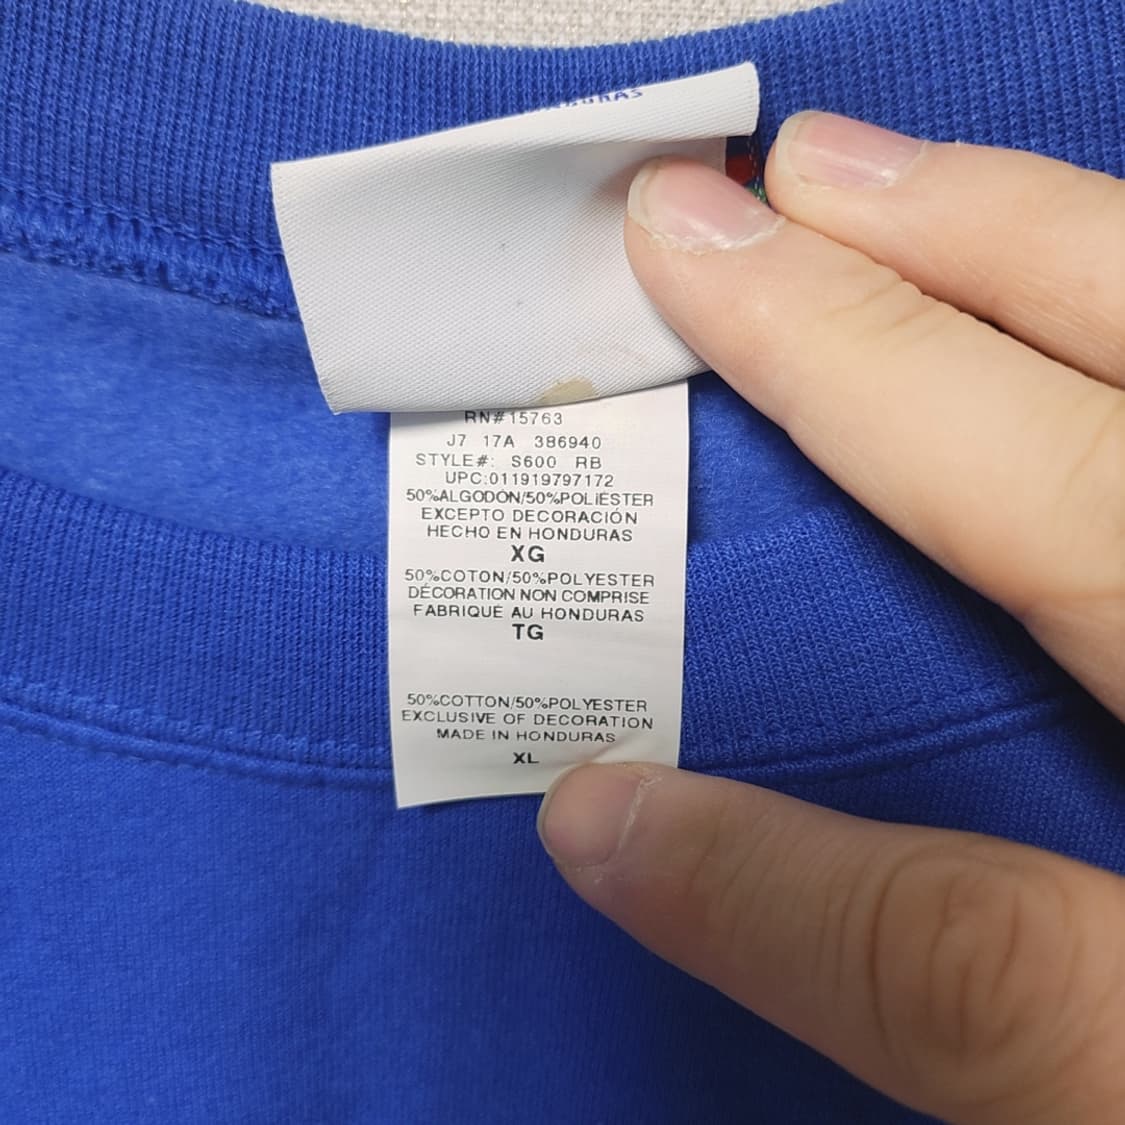 RN#15763
J7 17A 386940
STYLE#: S600 RB
UPC:011919797172
50%ALGODÓN/50%POLIÉSTER
EXCEPTO DECORACIÓN
HECHO EN HONDURAS
XG
50%COTON/50%POLYESTER
DÉCORATION NON COMPRISE
FABRIQUÉ AU HONDURAS
TG
50%COTTON/50%POLYESTER
EXCLUSIVE OF DECORATION
MADE IN HONDURAS
XL